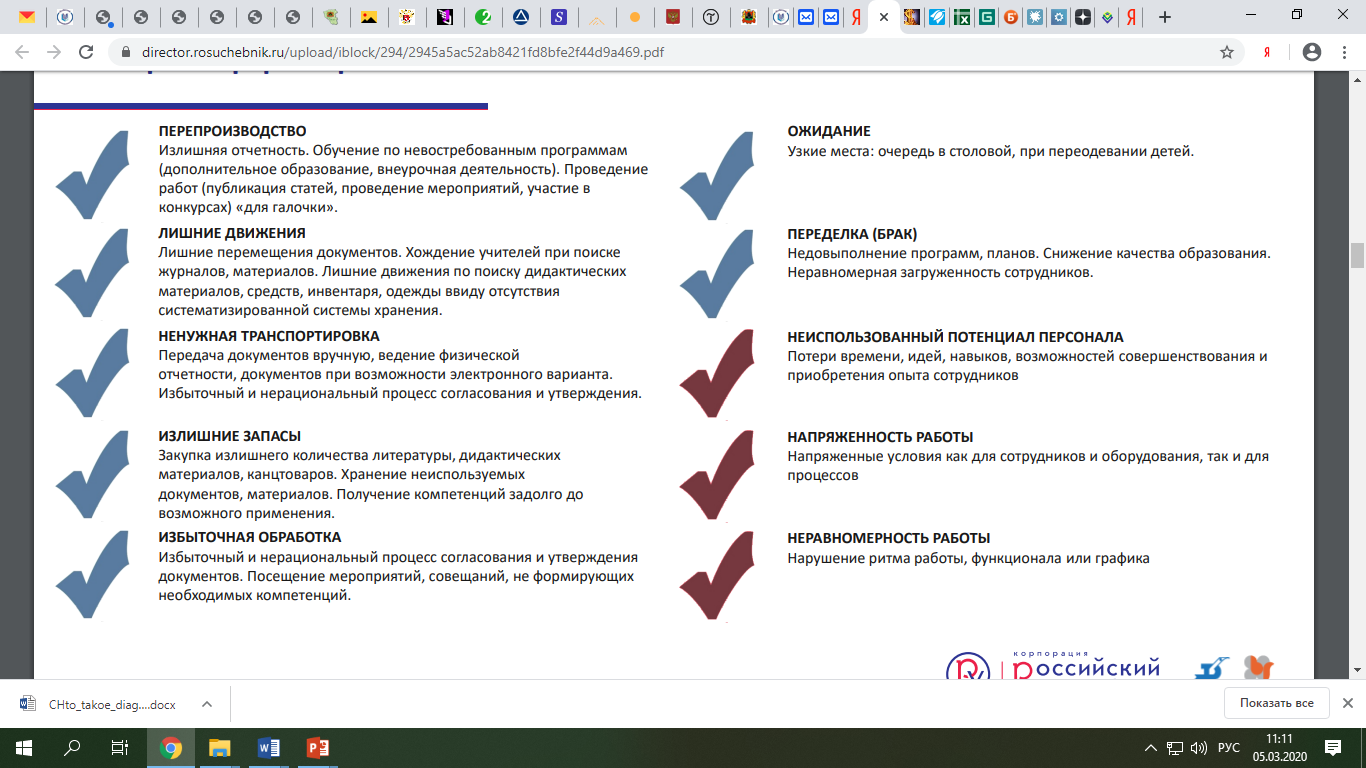 director.rosuchebnik.ru/upload/iblock/294/2945a5ac52ab8421fd8bfe2f44d9a469.pdf
ПЕРЕПРОИЗВОДСТВО
Излишняя отчетность. Обучение по невостребованным программам
(дополнительное образование, внеурочная деятельность). Проведение
работ (публикация статей, проведение мероприятий, участие в
конкурсах) «для галочки».
ЛИШНИЕ ДВИЖЕНИЯ
Лишние перемещения документов. Хождение учителей при поиске
журналов, материалов. Лишние движения по поиску дидактических
материалов, средств, инвентаря, одежды ввиду отсутствия
систематизированной системы хранения.
НЕНУЖНАЯ ТРАНСПОРТИРОВКА
Передача документов вручную, ведение физической
отчетности, документов при возможности электронного варианта.
Избыточный и нерациональный процесс согласования и утверждения.
ИЗЛИШНИЕ ЗАПАСЫ
Закупка излишнего количества литературы, дидактических
материалов, канцтоваров. Хранение неиспользуемых
документов, материалов. Получение компетенций задолго до
возможного применения.
ИЗБЫТОЧНАЯ ОБРАБОТКА
Избыточный и нерациональный процесс согласования и утверждения
документов. Посещение мероприятий, совещаний, не формирующих
необходимых компетенций.
ОЖИДАНИЕ
Узкие места: очередь в столовой, при переодевании детей.
ПЕРЕДЕЛКА (БРАК)
Недовыполнение программ, планов. Снижение качества образования.
Неравномерная загруженность сотрудников.
НЕИСПОЛЬЗОВАННЫЙ ПОТЕНЦИАЛ ПЕРСОНАЛА
Потери времени, идей, навыков, возможностей совершенствования и
приобретения опыта сотрудников
НАПРЯЖЕННОСТЬ РАБОТЫ
Напряженные условия как для сотрудников и оборудования, так и для
процессов
НЕРАВНОМЕРНОСТЬ РАБОТЫ
Нарушение ритма работы, функционала или графика
корпорация
российский
CHto_takoe_diag....docx
Показать все
РУС
11:11
05.03.2020